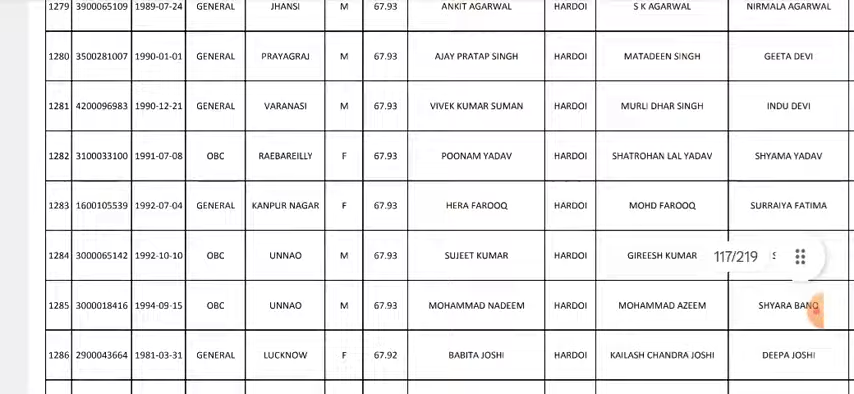 1279 3900065109 1989-07-24 GENERAL JHANSI M 67.93 ANKIT AGARWAL HARDOI S K AGARWAL NIRMALA AGARWAL
1280 3500281007 1990-01-01 GENERAL PRAYAGRAJ M 67.93 AJAY PRATAP SINGH HARDOI MATADEEN SINGH GEETA DEVI
1281 4200096983 1990-12-21 GENERAL VARANASI M 67.93 VIVEK KUMAR SUMAN HARDOI MURLI DHAR SINGH INDU DEVI
1282 3100033100 1991-07-08 OBC RAEBAREILLY F 67.93 POONAM YADAV HARDOI SHATROHAN LAL YADAV SHYAMA YADAV
1283 1600105539 1992-07-04 GENERAL KANPUR NAGAR F 67.93 HERA FAROOQ HARDOI MOHD FAROOQ SURRAIYA FATIMA
1284 3000065142 1992-10-10 OBC UNNAO M 67.93 SUJEET KUMAR HARDOI GIREESH KUMAR 117/219 S
1285 3000018416 1994-09-15 OBC UNNAO M 67.93 MOHAMMAD NADEEM HARDOI MOHAMMAD AZEEM SHYARA BANO
1286 2900043664 1981-03-31 GENERAL LUCKNOW F 67.92 BABITA JOSHI HARDOI KAILASH CHANDRA JOSHI DEEPA JOSHI